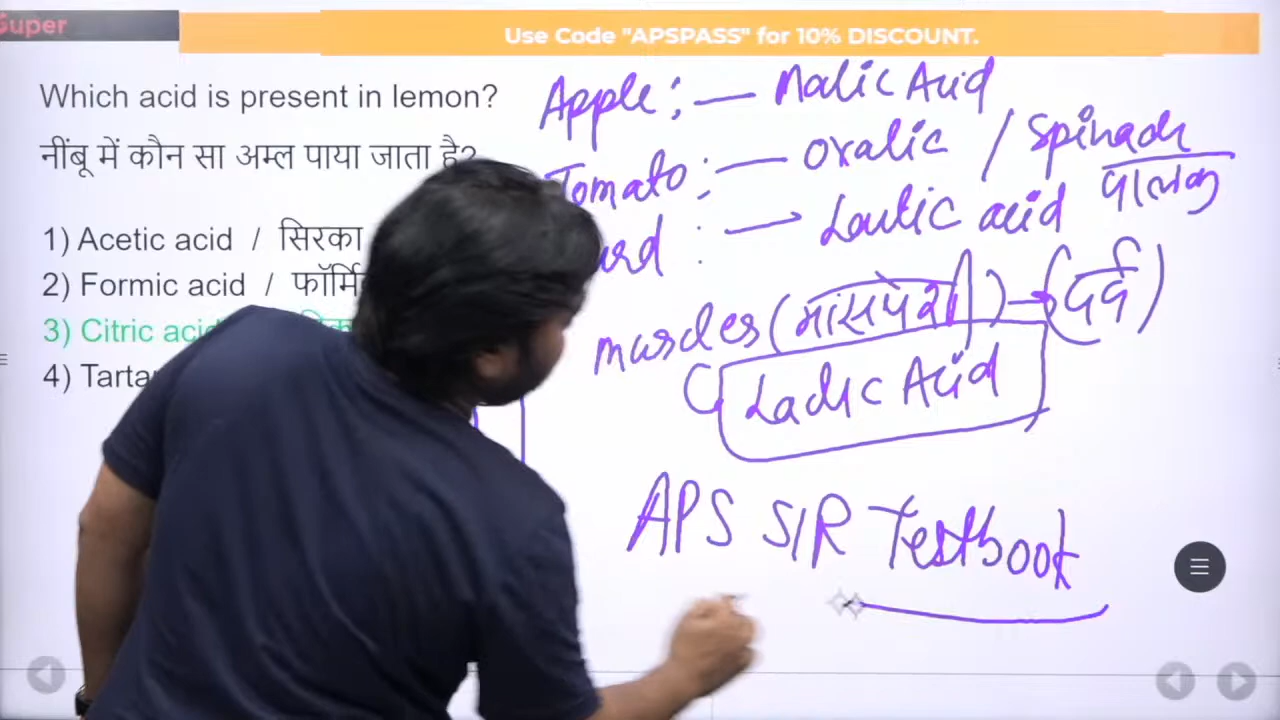 Super
Use Code "APSPASS" for 10% DISCOUNT.
Which acid is present in lemon?
नींबू में कौन सा अम्ल पाया जाता है?
1) Acetic acid / सिरका
2) Formic acid / फॉर्मि
3) Citric acid
4) Tarta
Apple :- Malic Acid
Tomato :- oxalic / Spinach
पालक
urd : - Lactic acid
muscles (मांसपेशी) - (दर्द)
Lactic Acid
APS SIR Testbook